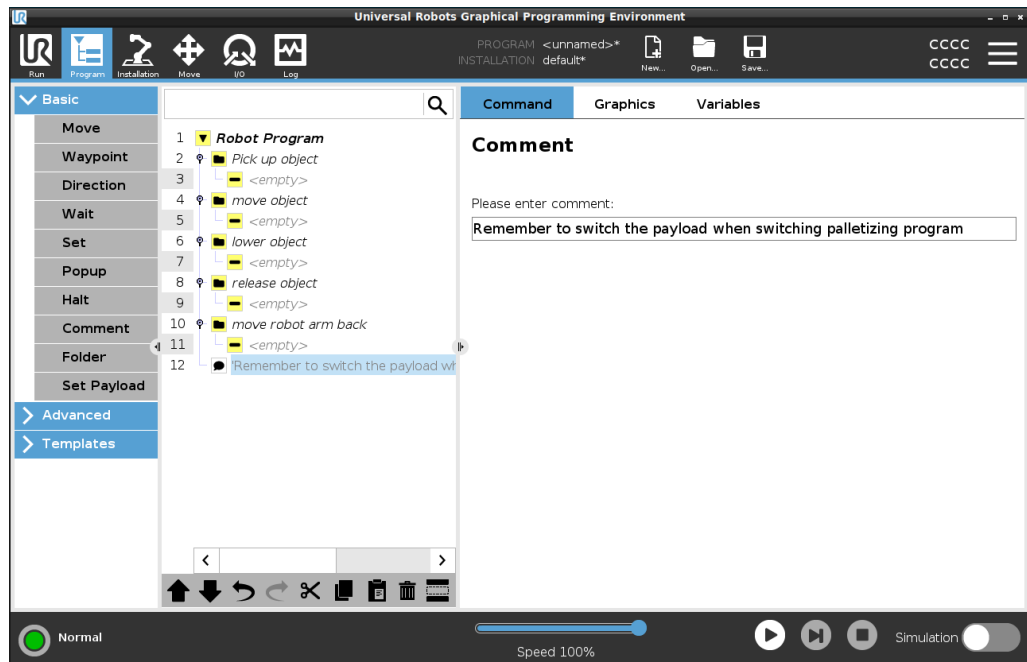 Universal Robots Graphical Programming Environment
UR
Run
Program
Installation
Move
I/O
Log
PROGRAM <unnamed>*
INSTALLATION default*
New...
Open...
Save...
CCCC
CCCC
Basic
Move
Waypoint
Direction
Wait
Set
Popup
Halt
Comment
Folder
Set Payload
Advanced
Templates
1 Robot Program
2 Pick up object
3 <empty>
4 move object
5 <empty>
6 lower object
7 <empty>
8 release object
9 <empty>
10 move robot arm back
11 <empty>
12 'Remember to switch the payload wh
Command Graphics Variables
Comment
Please enter comment:
Remember to switch the payload when switching palletizing program
Normal
Speed 100%
Simulation